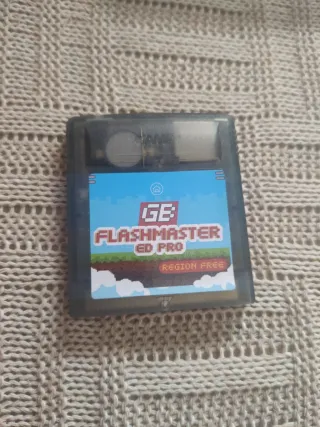 GB
FLASHMASTER
ED PRO
REGION FREE